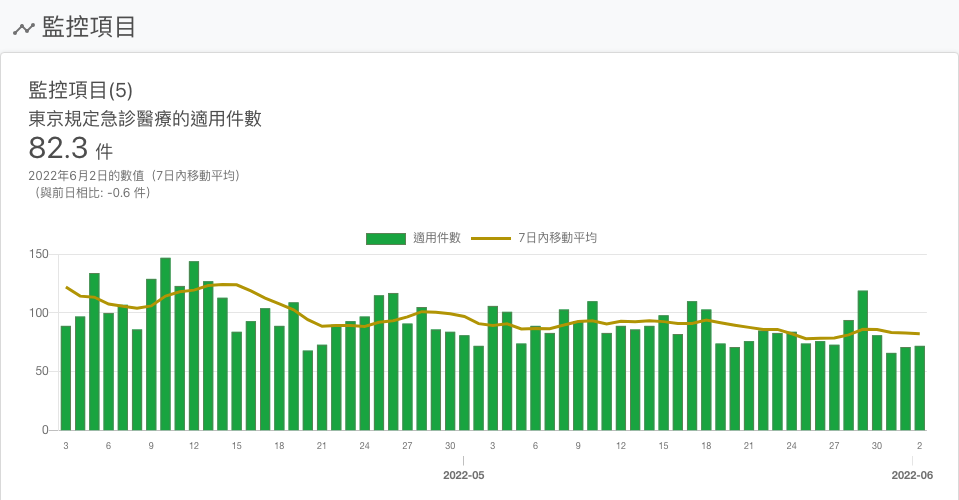 監控項目
監控項目(5)
東京規定急診醫療的適用件數
82.3 件
2022年6月2日的數值（7日內移動平均）
（與前日相比: -0.6 件）
適用件數 7日內移動平均
150
100
50
0
3 6 9 12 15 18 21 24 27 30 3 6 9 12 15 18 21 24 27 30 2
2022-05 2022-06